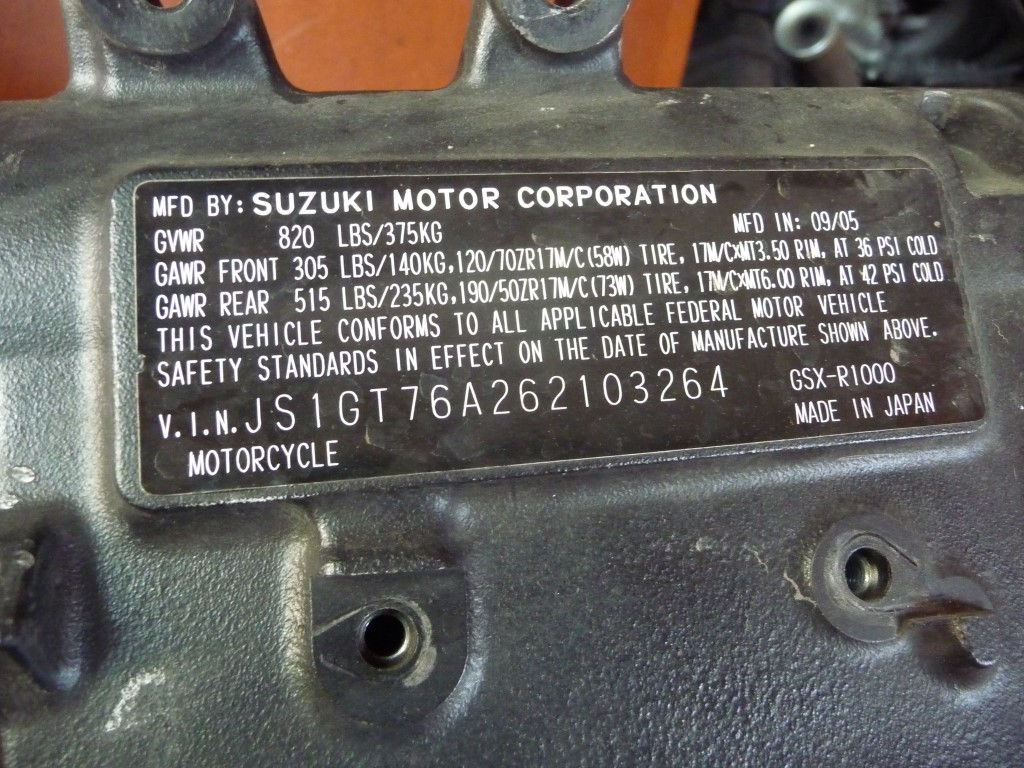 MFD BY: SUZUKI MOTOR CORPORATION
GVWR 820 LBS/375KG MFD IN: 09/05
GAWR FRONT 305 LBS/140KG, 120/70ZR17M/C(58W) TIRE, 17M/C×MT3.50 RIM, AT 36 PSI COLD
GAWR REAR 515 LBS/235KG, 190/50ZR17M/C(73W) TIRE, 17M/C×MT6.00 RIM, AT 42 PSI COLD
THIS VEHICLE CONFORMS TO ALL APPLICABLE FEDERAL MOTOR VEHICLE
SAFETY STANDARDS IN EFFECT ON THE DATE OF MANUFACTURE SHOWN ABOVE.
V.I.N. JS1GT76A262103264 GSX-R1000
MOTORCYCLE MADE IN JAPAN